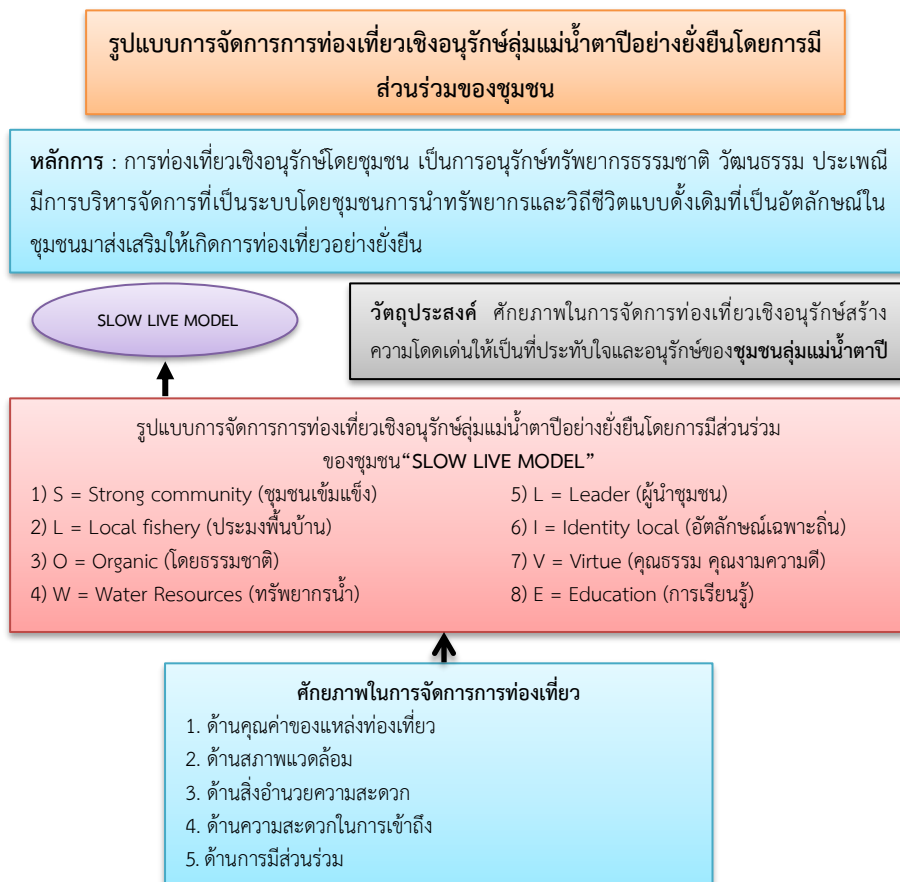 รูปแบบการจัดการการท่องเที่ยวเชิงอนุรักษ์ลุ่มแม่น้ำตาปีอย่างยั่งยืนโดยการมี
ส่วนร่วมของชุมชน
หลักการ : การท่องเที่ยวเชิงอนุรักษ์โดยชุมชน เป็นการอนุรักษ์ทรัพยากรธรรมชาติ วัฒนธรรม ประเพณี
มีการบริหารจัดการที่เป็นระบบโดยชุมชนการนำทรัพยากรและวิถีชีวิตแบบดั้งเดิมที่เป็นอัตลักษณ์ใน
ชุมชนมาส่งเสริมให้เกิดการท่องเที่ยวอย่างยั่งยืน
SLOW LIVE MODEL
วัตถุประสงค์ ศักยภาพในการจัดการท่องเที่ยวเชิงอนุรักษ์สร้าง
ความโดดเด่นให้เป็นที่ประทับใจและอนุรักษ์ของชุมชนลุ่มแม่น้ำตาปี
รูปแบบการจัดการการท่องเที่ยวเชิงอนุรักษ์ลุ่มแม่น้ำตาปีอย่างยั่งยืนโดยการมีส่วนร่วม
ของชุมชน“SLOW LIVE MODEL”
1) S = Strong community (ชุมชนเข้มแข็ง)
2) L = Local fishery (ประมงพื้นบ้าน)
3) O = Organic (โดยธรรมชาติ)
4) W = Water Resources (ทรัพยากรน้ำ)
5) L = Leader (ผู้นำชุมชน)
6) I = Identity local (อัตลักษณ์เฉพาะถิ่น)
7) V = Virtue (คุณธรรม คุณงามความดี)
8) E = Education (การเรียนรู้)
ศักยภาพในการจัดการการท่องเที่ยว
1. ด้านคุณค่าของแหล่งท่องเที่ยว
2. ด้านสภาพแวดล้อม
3. ด้านสิ่งอำนวยความสะดวก
4. ด้านความสะดวกในการเข้าถึง
5. ด้านการมีส่วนร่วม